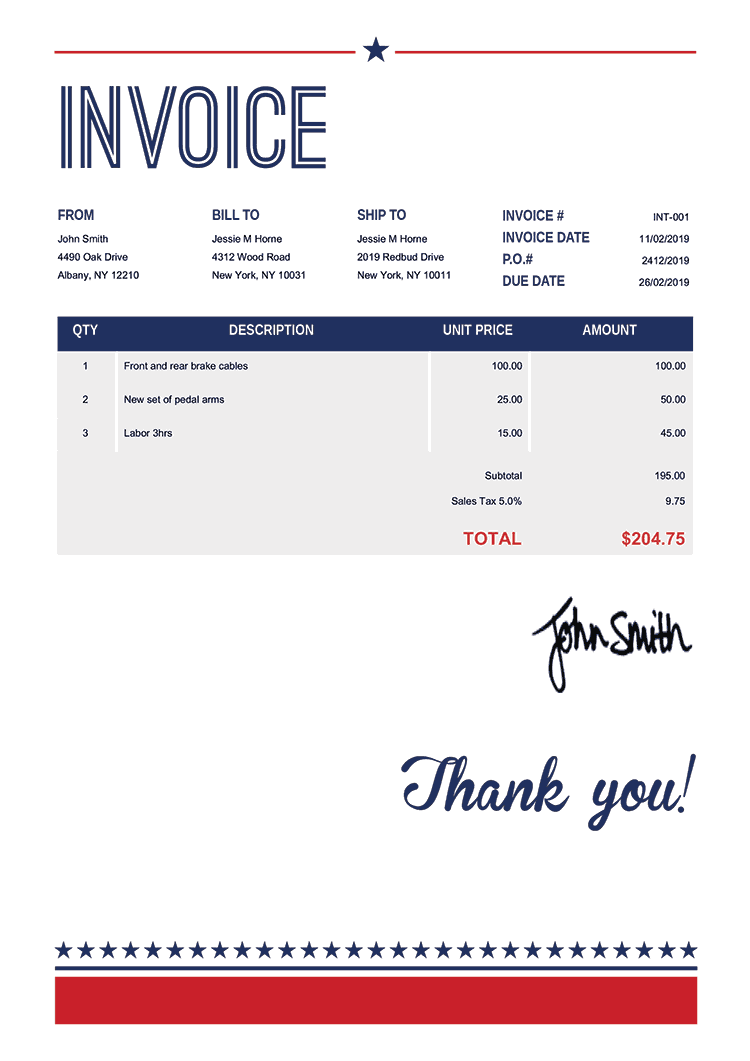 INVOICE
FROM BILL TO SHIP TO INVOICE # INT-001
John Smith Jessie M Horne Jessie M Horne INVOICE DATE 11/02/2019
4490 Oak Drive 4312 Wood Road 2019 Redbud Drive P.O.# 2412/2019
Albany, NY 12210 New York, NY 10031 New York, NY 10011 DUE DATE 26/02/2019
QTY DESCRIPTION UNIT PRICE AMOUNT
1 Front and rear brake cables 100.00 100.00
2 New set of pedal arms 25.00 50.00
3 Labor 3hrs 15.00 45.00
Subtotal 195.00
Sales Tax 5.0% 9.75
TOTAL $204.75
John Smith
Thank you!